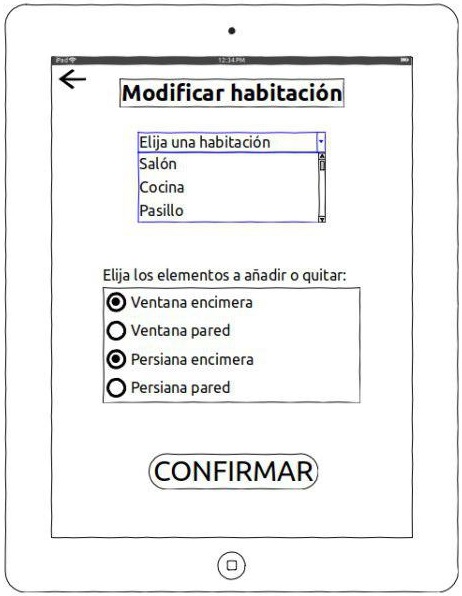 iPad
12:34 PM
Modificar habitación
Elija una habitación
Salón
Cocina
Pasillo
Elija los elementos a añadir o quitar:
Ventana encimera
Ventana pared
Persiana encimera
Persiana pared
CONFIRMAR